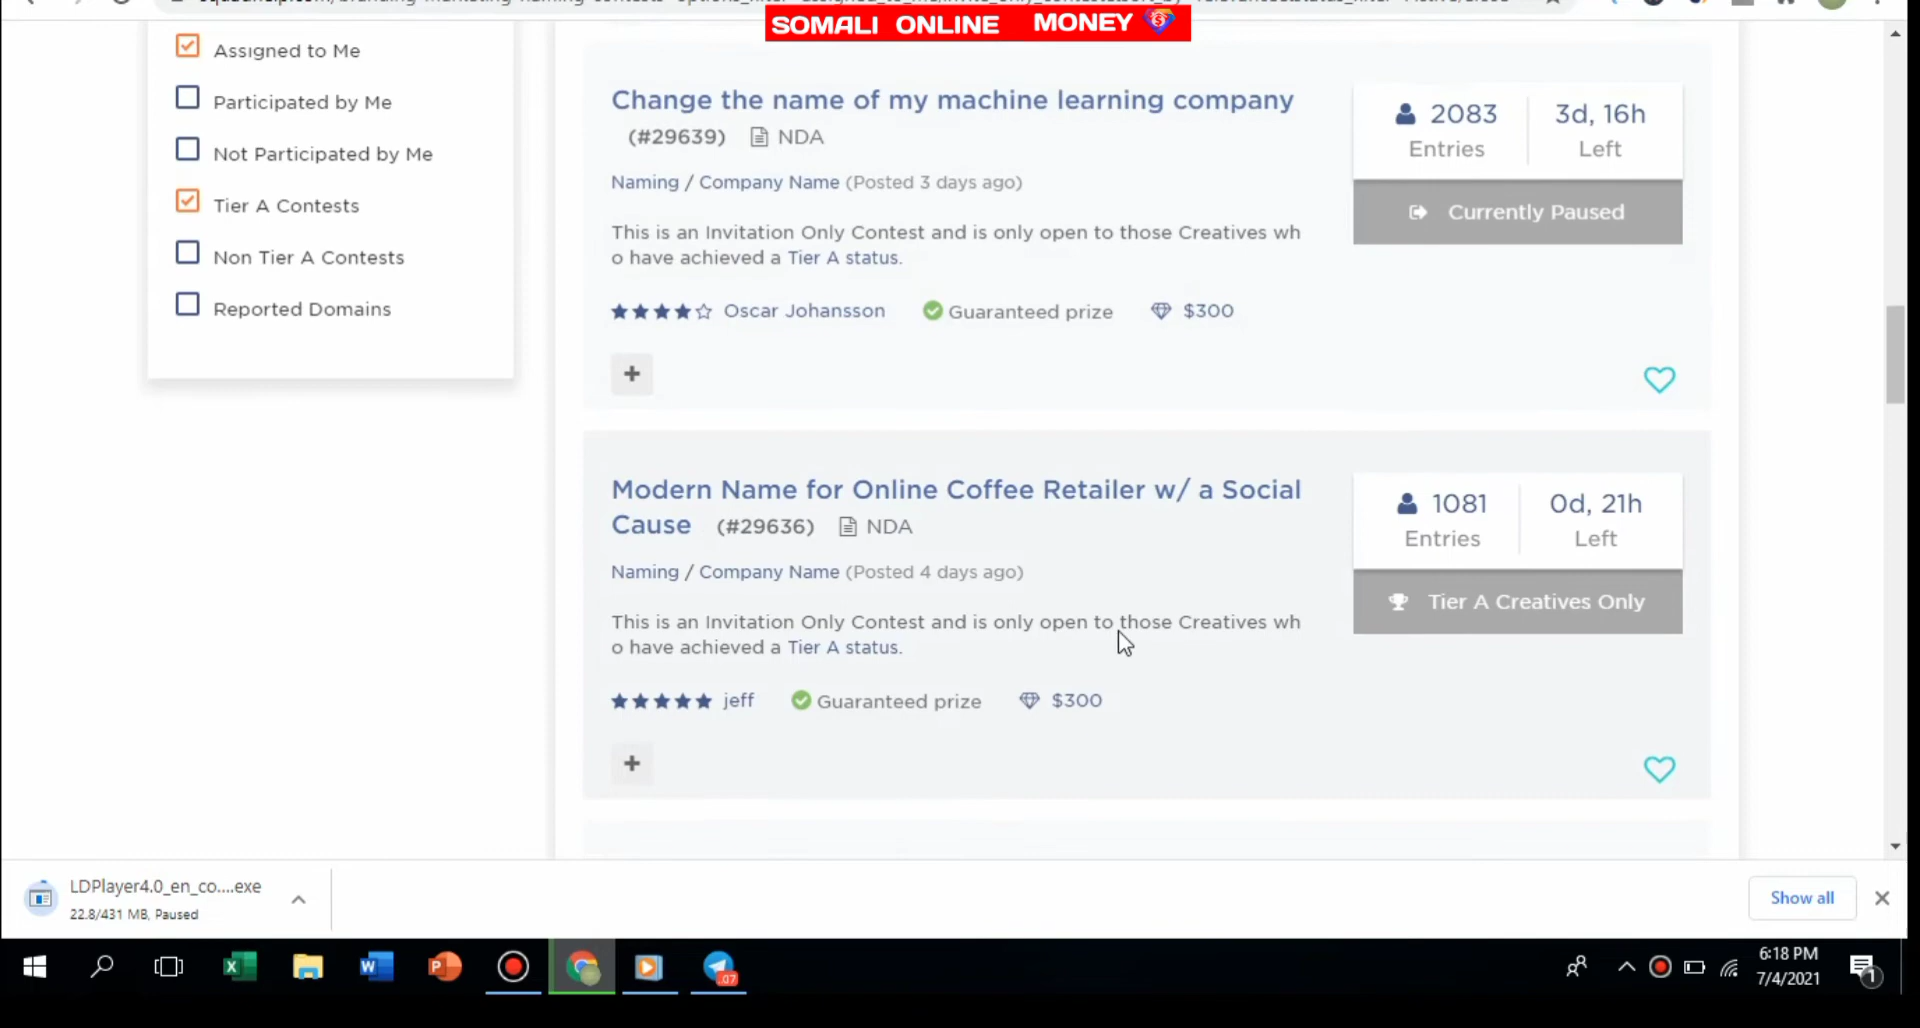 SOMALI ONLINE MONEY
Assigned to Me
Participated by Me
Not Participated by Me
Tier A Contests
Non Tier A Contests
Reported Domains
Change the name of my machine learning company
(#29639) NDA
Naming / Company Name (Posted 3 days ago)
This is an Invitation Only Contest and is only open to those Creatives wh
o have achieved a Tier A status.
Oscar Johansson Guaranteed prize $300
+
2083 3d, 16h
Entries Left
Currently Paused
Modern Name for Online Coffee Retailer w/ a Social
Cause (#29636) NDA
Naming / Company Name (Posted 4 days ago)
This is an Invitation Only Contest and is only open to those Creatives wh
o have achieved a Tier A status.
jeff Guaranteed prize $300
+
1081 0d, 21h
Entries Left
Tier A Creatives Only
LDPlayer4.0_en_co....exe
22.8/431 MB, Paused
Show all
6:18 PM
7/4/2021
1